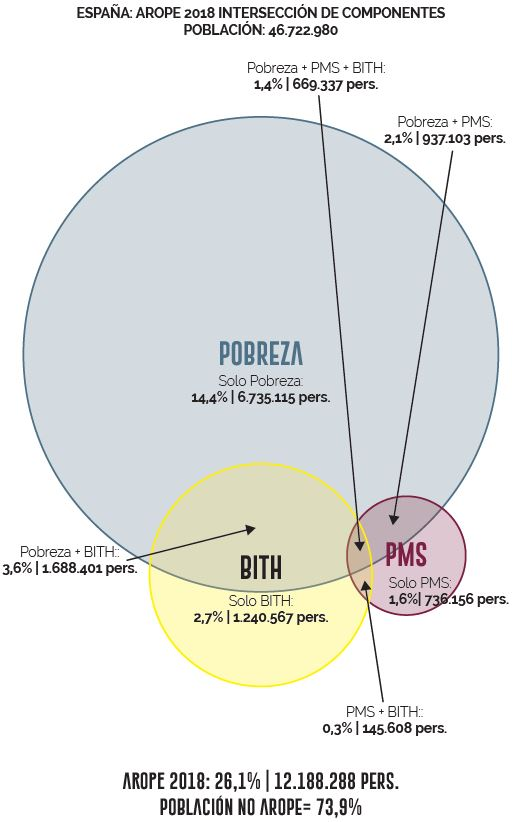 ESPAÑA: AROPE 2018 INTERSECCIÓN DE COMPONENTES
POBLACIÓN: 46.722.980
Pobreza + PMS + BITH:
1,4% | 669.337 pers.
Pobreza + PMS:
2,1% | 937.103 pers.
POBREZA
Solo Pobreza:
14,4% | 6.735.115 pers.
Pobreza + BITH::
3,6% | 1.688.401 pers.
BITH
Solo BITH:
2,7% | 1.240.567 pers.
PMS
Solo PMS:
1,6%| 736.156 pers.
PMS + BITH::
0,3% | 145.608 pers.
AROPE 2018: 26,1% | 12.188.288 PERS.
POBLACIÓN NO AROPE= 73,9%